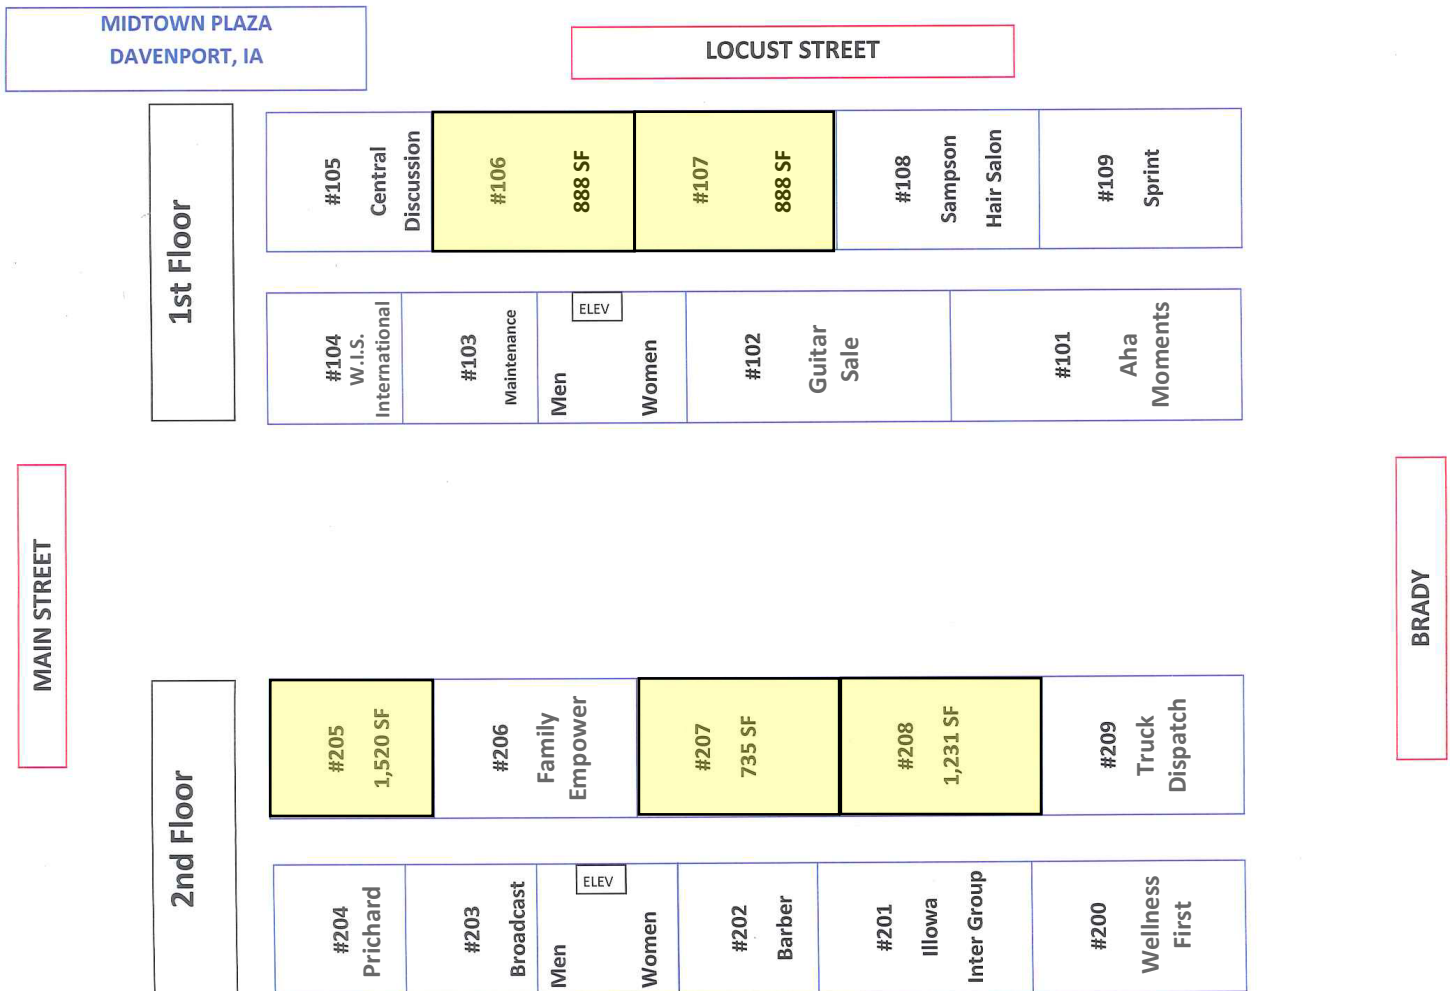 MIDTOWN PLAZA
DAVENPORT, IA
LOCUST STREET
1st Floor
#105
Central
Discussion
#106
888 SF
#107
888 SF
#108
Sampson
Hair Salon
#109
Sprint
#104
W.I.S.
International
#103
Maintenance
Men
ELEV
Women
#102
Guitar
Sale
#101
Aha
Moments
MAIN STREET
BRADY
2nd Floor
#205
1,520 SF
#206
Family
Empower
#207
735 SF
#208
1,231 SF
#209
Truck
Dispatch
#204
Prichard
#203
Broadcast
Men
ELEV
Women
#202
Barber
#201
Illowa
Inter Group
#200
Wellness
First